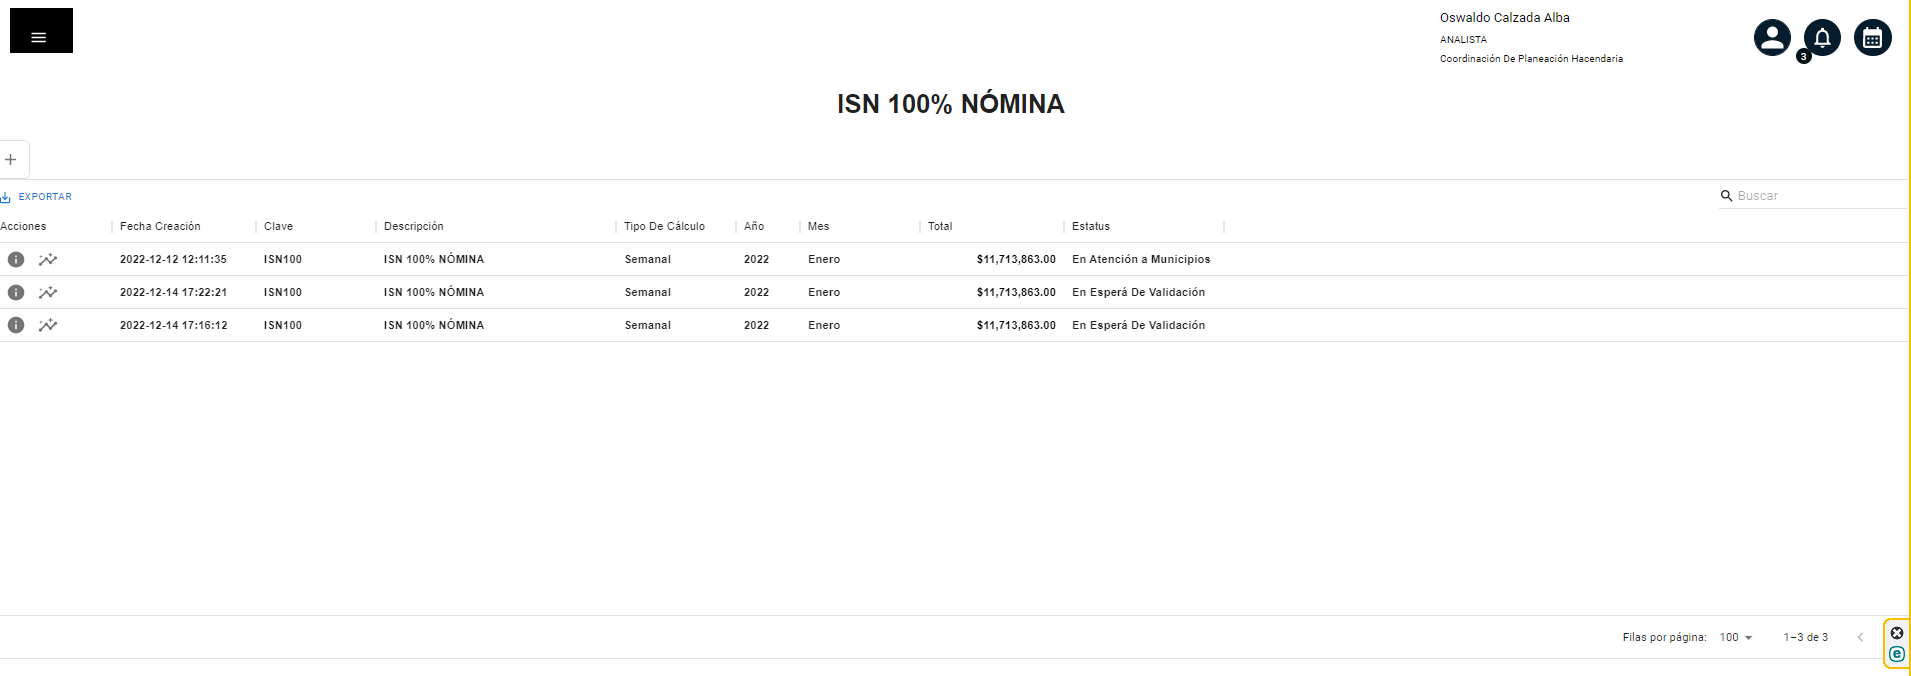 Oswaldo Calzada Alba
ANALISTA
Coordinación De Planeación Hacendaria
3
ISN 100% NÓMINA
EXPORTAR
Buscar
Acciones Fecha Creación Clave Descripción Tipo De Cálculo Año Mes Total Estatus
2022-12-12 12:11:35 ISN100 ISN 100% NÓMINA Semanal 2022 Enero $11,713,863.00 En Atención a Municipios
2022-12-14 17:22:21 ISN100 ISN 100% NÓMINA Semanal 2022 Enero $11,713,863.00 En Esperá De Validación
2022-12-14 17:16:12 ISN100 ISN 100% NÓMINA Semanal 2022 Enero $11,713,863.00 En Esperá De Validación
Filas por página: 100 1–3 de 3
e